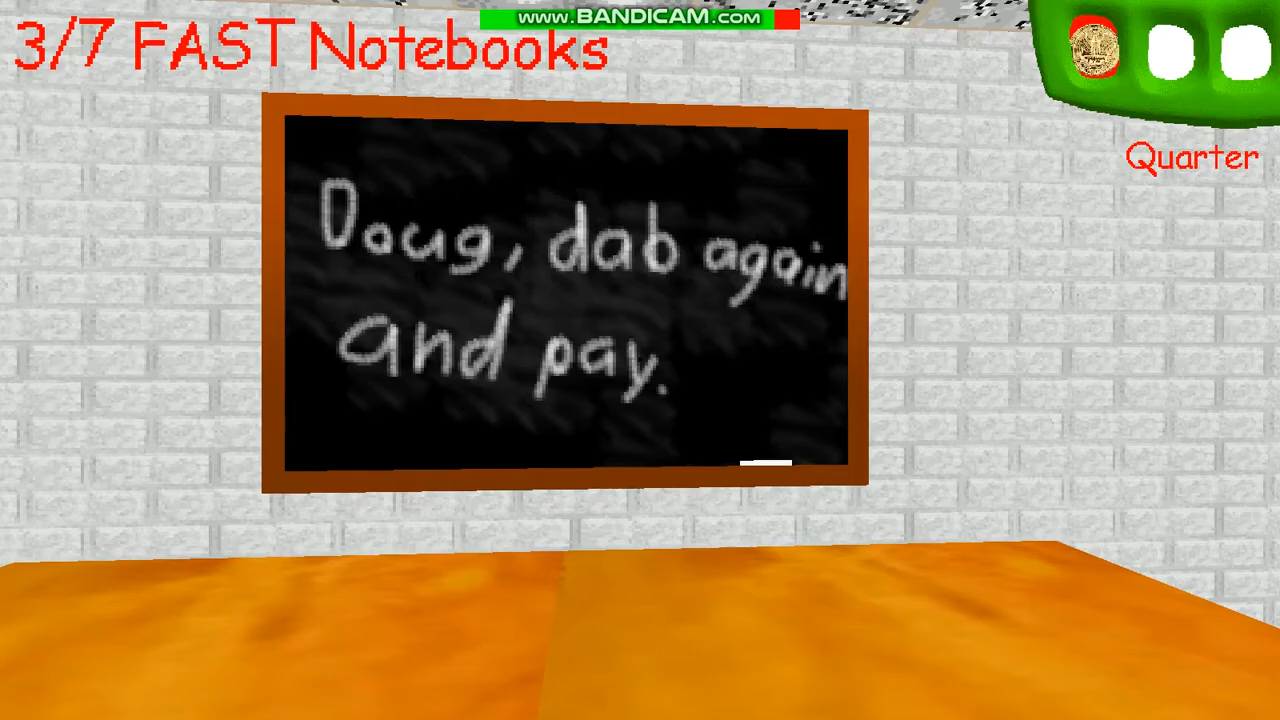 www.BANDICAM.com
3/7 FAST Notebooks
Quarter
Doug, dab again
and pay.